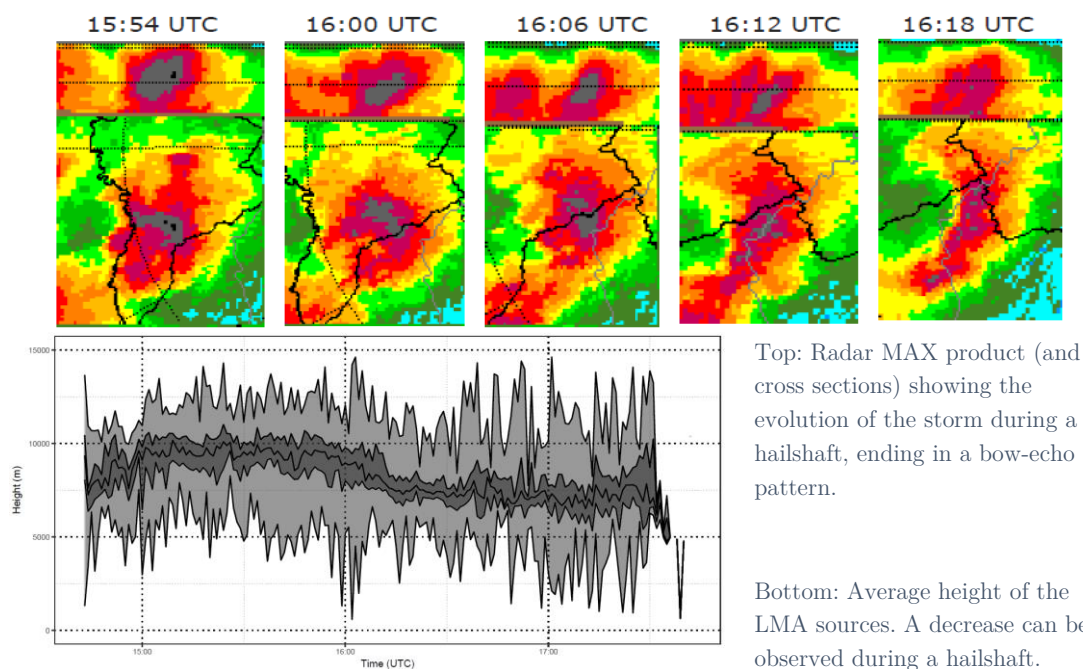 15:54 UTC 16:00 UTC 16:06 UTC 16:12 UTC 16:18 UTC
15000
10000
5000
0
Height (m)
15:00 16:00 17:00
Time (UTC)
Top: Radar MAX product (and
cross sections) showing the
evolution of the storm during a
hailshaft, ending in a bow-echo
pattern.
Bottom: Average height of the
LMA sources. A decrease can be
observed during a hailshaft.